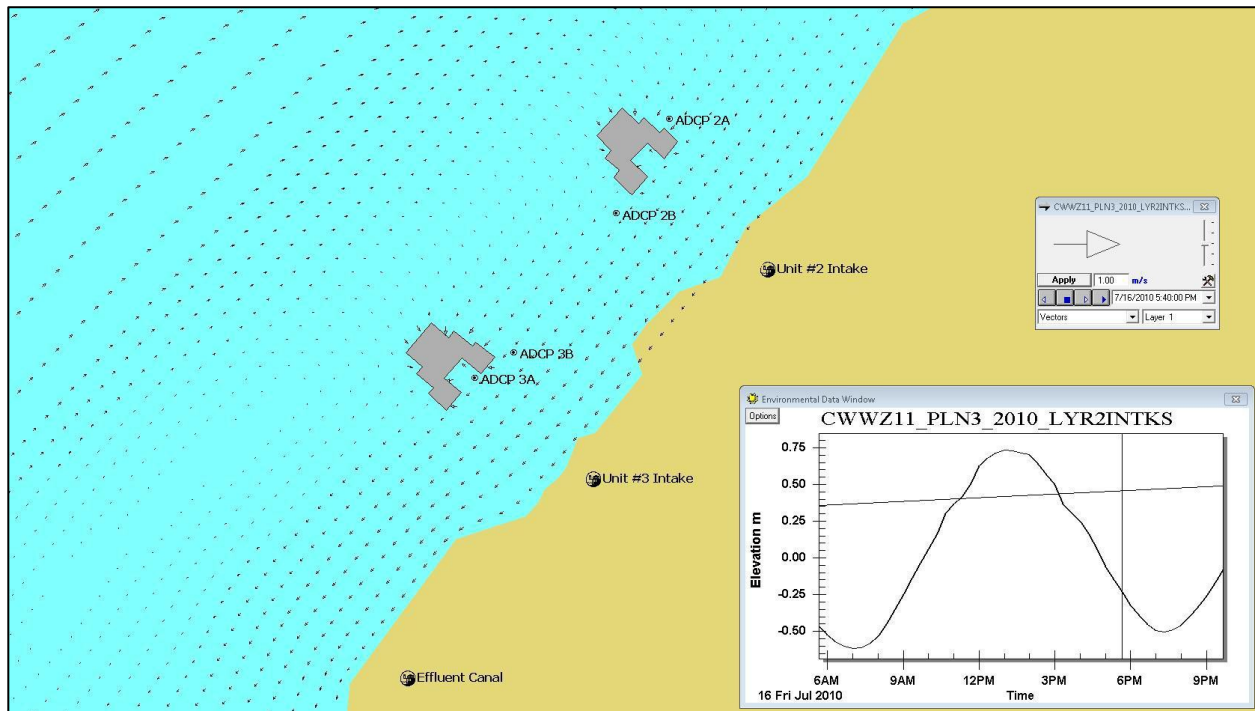 ADCP 2A
ADCP 2B
Unit #2 Intake
ADCP 3B
ADCP 3A
Unit #3 Intake
Effluent Canal
CWWZ11_PLN3_2010_LYR2INTKS...
Apply 1.00 m/s
7/16/2010 5:40:00 PM
Vectors Layer 1
Environmental Data Window
Options
CWWZ11_PLN3_2010_LYR2INTKS
0.75
0.50
0.25
0.00
-0.25
-0.50
Elevation m
6AM 9AM 12PM 3PM 6PM 9PM
16 Fri Jul 2010 Time